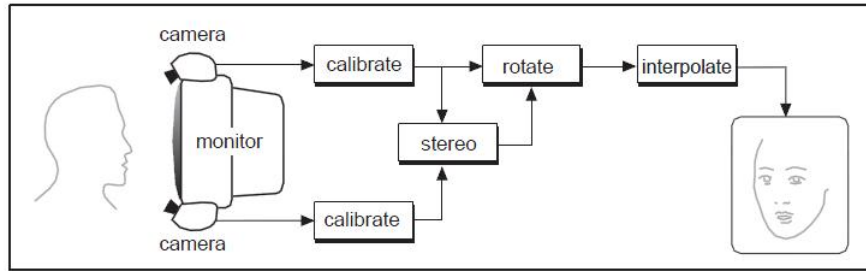 camera
calibrate
rotate
interpolate
monitor
stereo
calibrate
camera